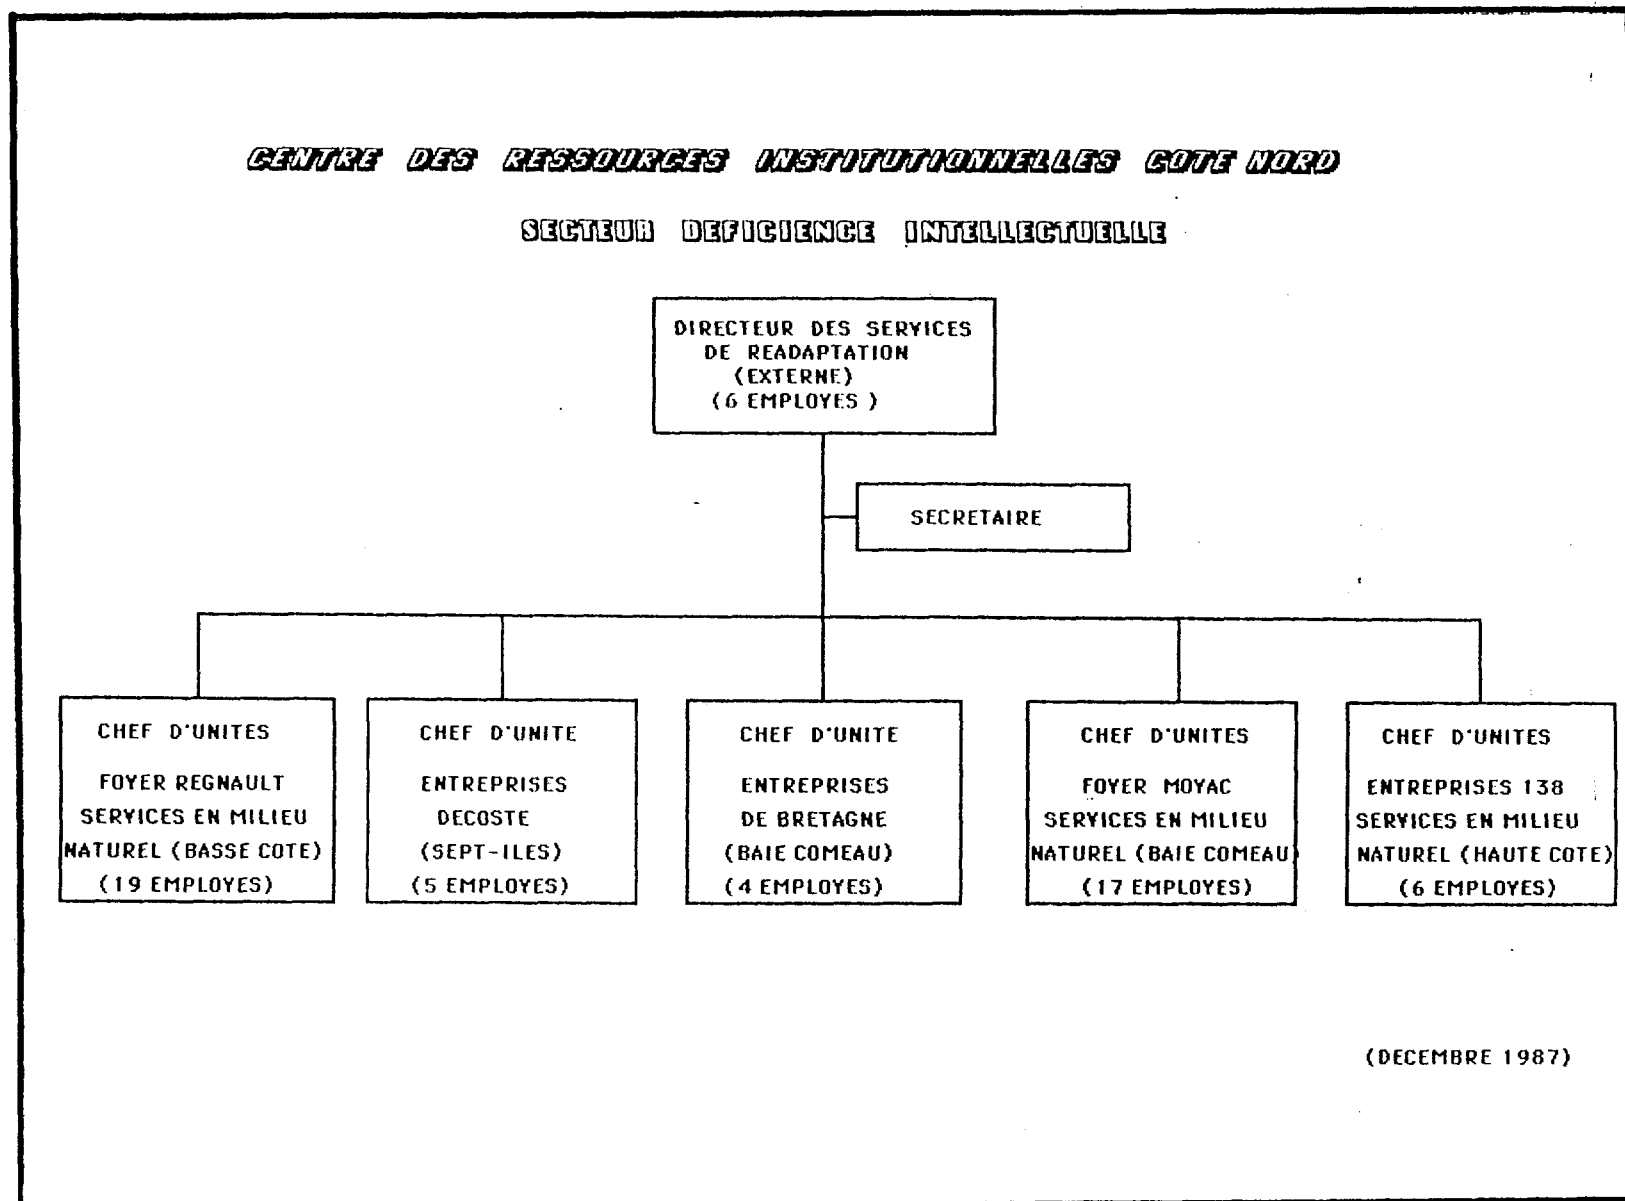 CENTRE DES RESSOURCES INSTITUTIONNELLES COTE NORD
SECTEUR DEFICIENCE INTELLECTUELLE
DIRECTEUR DES SERVICES
DE READAPTATION
(EXTERNE)
(6 EMPLOYES )
SECRETAIRE
CHEF D'UNITES
FOYER REGNAULT
SERVICES EN MILIEU
NATUREL (BASSE COTE)
(19 EMPLOYES)
CHEF D'UNITE
ENTREPRISES
DECOSTE
(SEPT-ILES)
(5 EMPLOYES)
CHEF D'UNITE
ENTREPRISES
DE BRETAGNE
(BAIE COMEAU)
(4 EMPLOYES)
CHEF D'UNITES
FOYER MOYAC
SERVICES EN MILIEU
NATUREL (BAIE COMEAU)
(17 EMPLOYES)
CHEF D'UNITES
ENTREPRISES 138
SERVICES EN MILIEU
NATUREL (HAUTE COTE)
(6 EMPLOYES)
(DECEMBRE 1987)